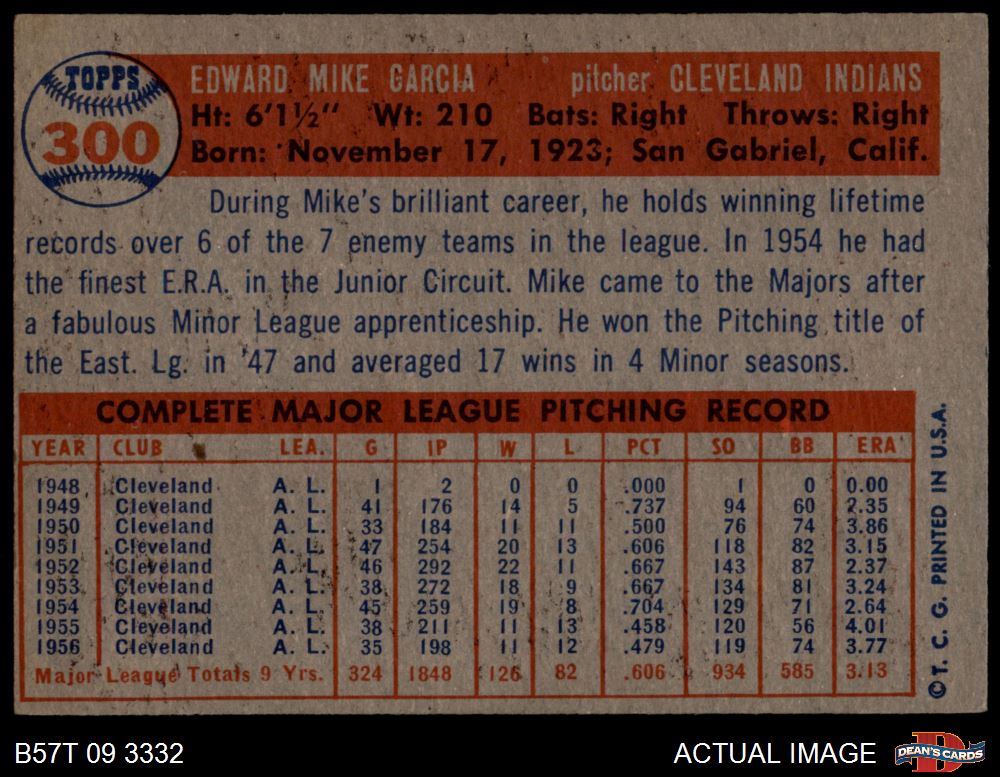 TOPPS
300
EDWARD MIKE GARCIA pitcher CLEVELAND INDIANS
Ht: 6'1½" Wt: 210 Bats: Right Throws: Right
Born: November 17, 1923; San Gabriel, Calif.
During Mike's brilliant career, he holds winning lifetime
records over 6 of the 7 enemy teams in the league. In 1954 he had
the finest E.R.A. in the Junior Circuit. Mike came to the Majors after
a fabulous Minor League apprenticeship. He won the Pitching title of
the East. Lg. in '47 and averaged 17 wins in 4 Minor seasons.
COMPLETE MAJOR LEAGUE PITCHING RECORD
YEAR CLUB LEA. G IP W L PCT SO BB ERA
1948 Cleveland A. L. 1 2 0 0 .000 1 0 0.00
1949 Cleveland A. L. 41 176 14 5 .737 94 60 2.35
1950 Cleveland A. L. 33 184 11 11 .500 76 74 3.86
1951 Cleveland A. L. 47 254 20 13 .606 118 82 3.15
1952 Cleveland A. L. 46 292 22 11 .667 143 87 2.37
1953 Cleveland A. L. 38 272 18 9 .667 134 81 3.24
1954 Cleveland A. L. 45 259 19 8 .704 129 71 2.64
1955 Cleveland A. L. 38 211 11 13 .458 120 56 4.01
1956 Cleveland A. L. 35 198 11 12 .479 119 74 3.77
Major League Totals 9 Yrs. 324 1848 126 82 .606 934 585 3.13
© T. C. G. PRINTED IN U.S.A.
B57T 09 3332 ACTUAL IMAGE
DEAN'S CARDS